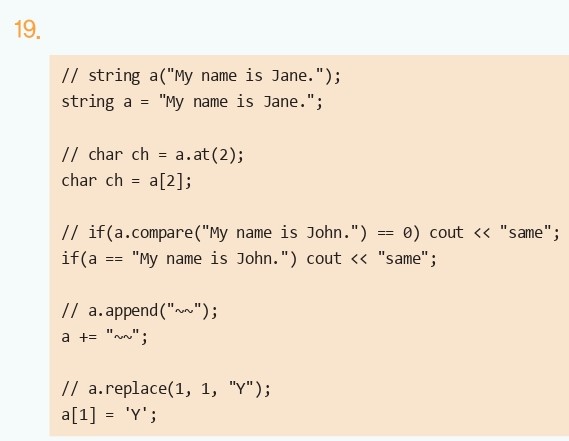 19.
// string a("My name is Jane.");
string a = "My name is Jane.";
// char ch = a.at(2);
char ch = a[2];
// if(a.compare("My name is John.") == 0) cout << "same";
if(a == "My name is John.") cout << "same";
// a.append("~~");
a += "~~";
// a.replace(1, 1, "Y");
a[1] = 'Y';